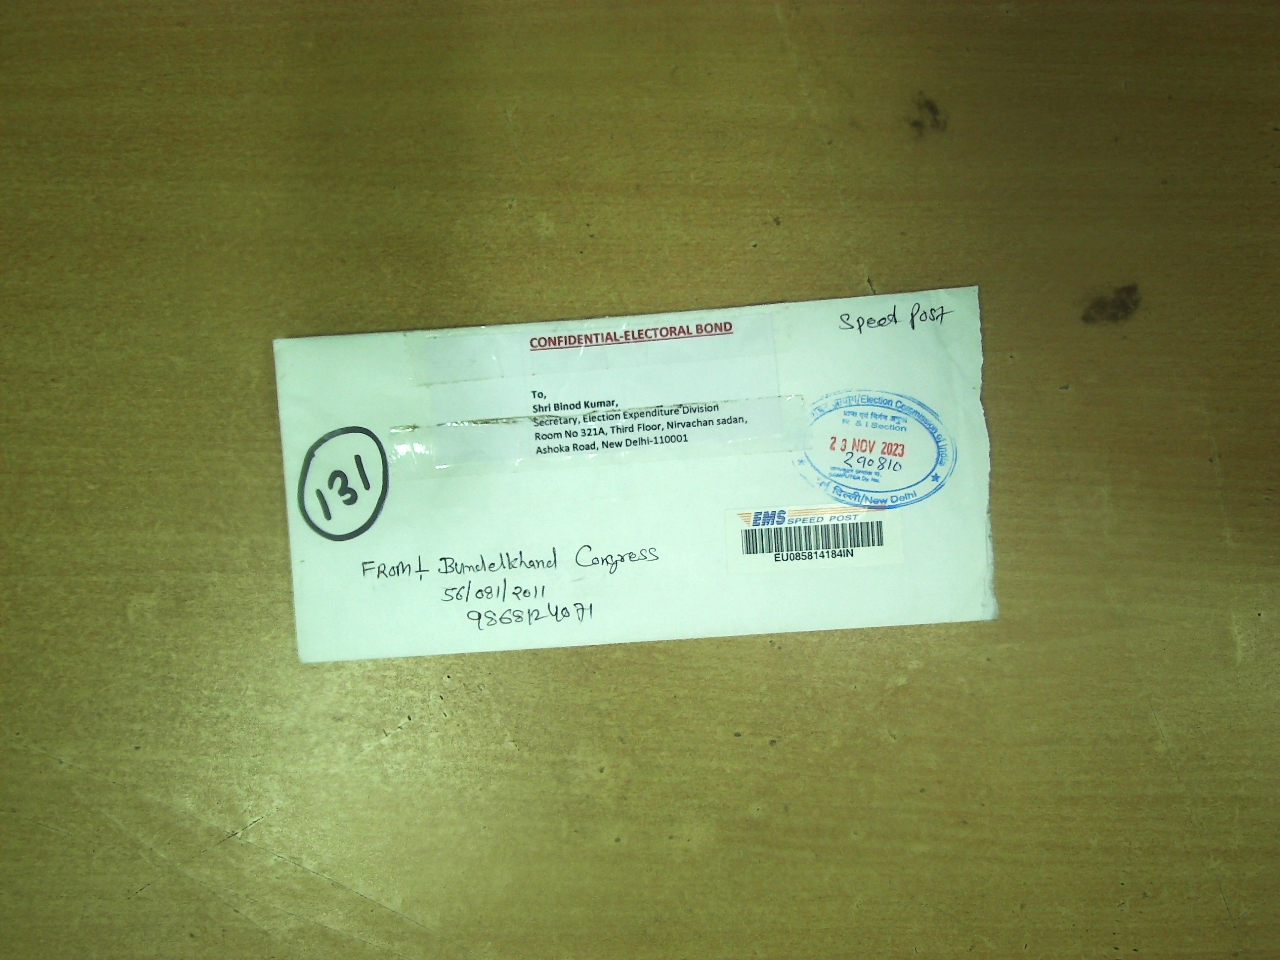 Speed Post
CONFIDENTIAL-ELECTORAL BOND
To,
Shri Binod Kumar,
Secretary, Election Expenditure Division
Room No 321A, Third Floor, Nirvachan sadan,
Ashoka Road, New Delhi-110001
आयोग/Election Commission of India
R & I Section
23 NOV 2023
290810
दिल्ली/New Delhi
131
EMS SPEED POST
EU085814184IN
FROM Bundelkhand Congress
56/081/2011
9868124071